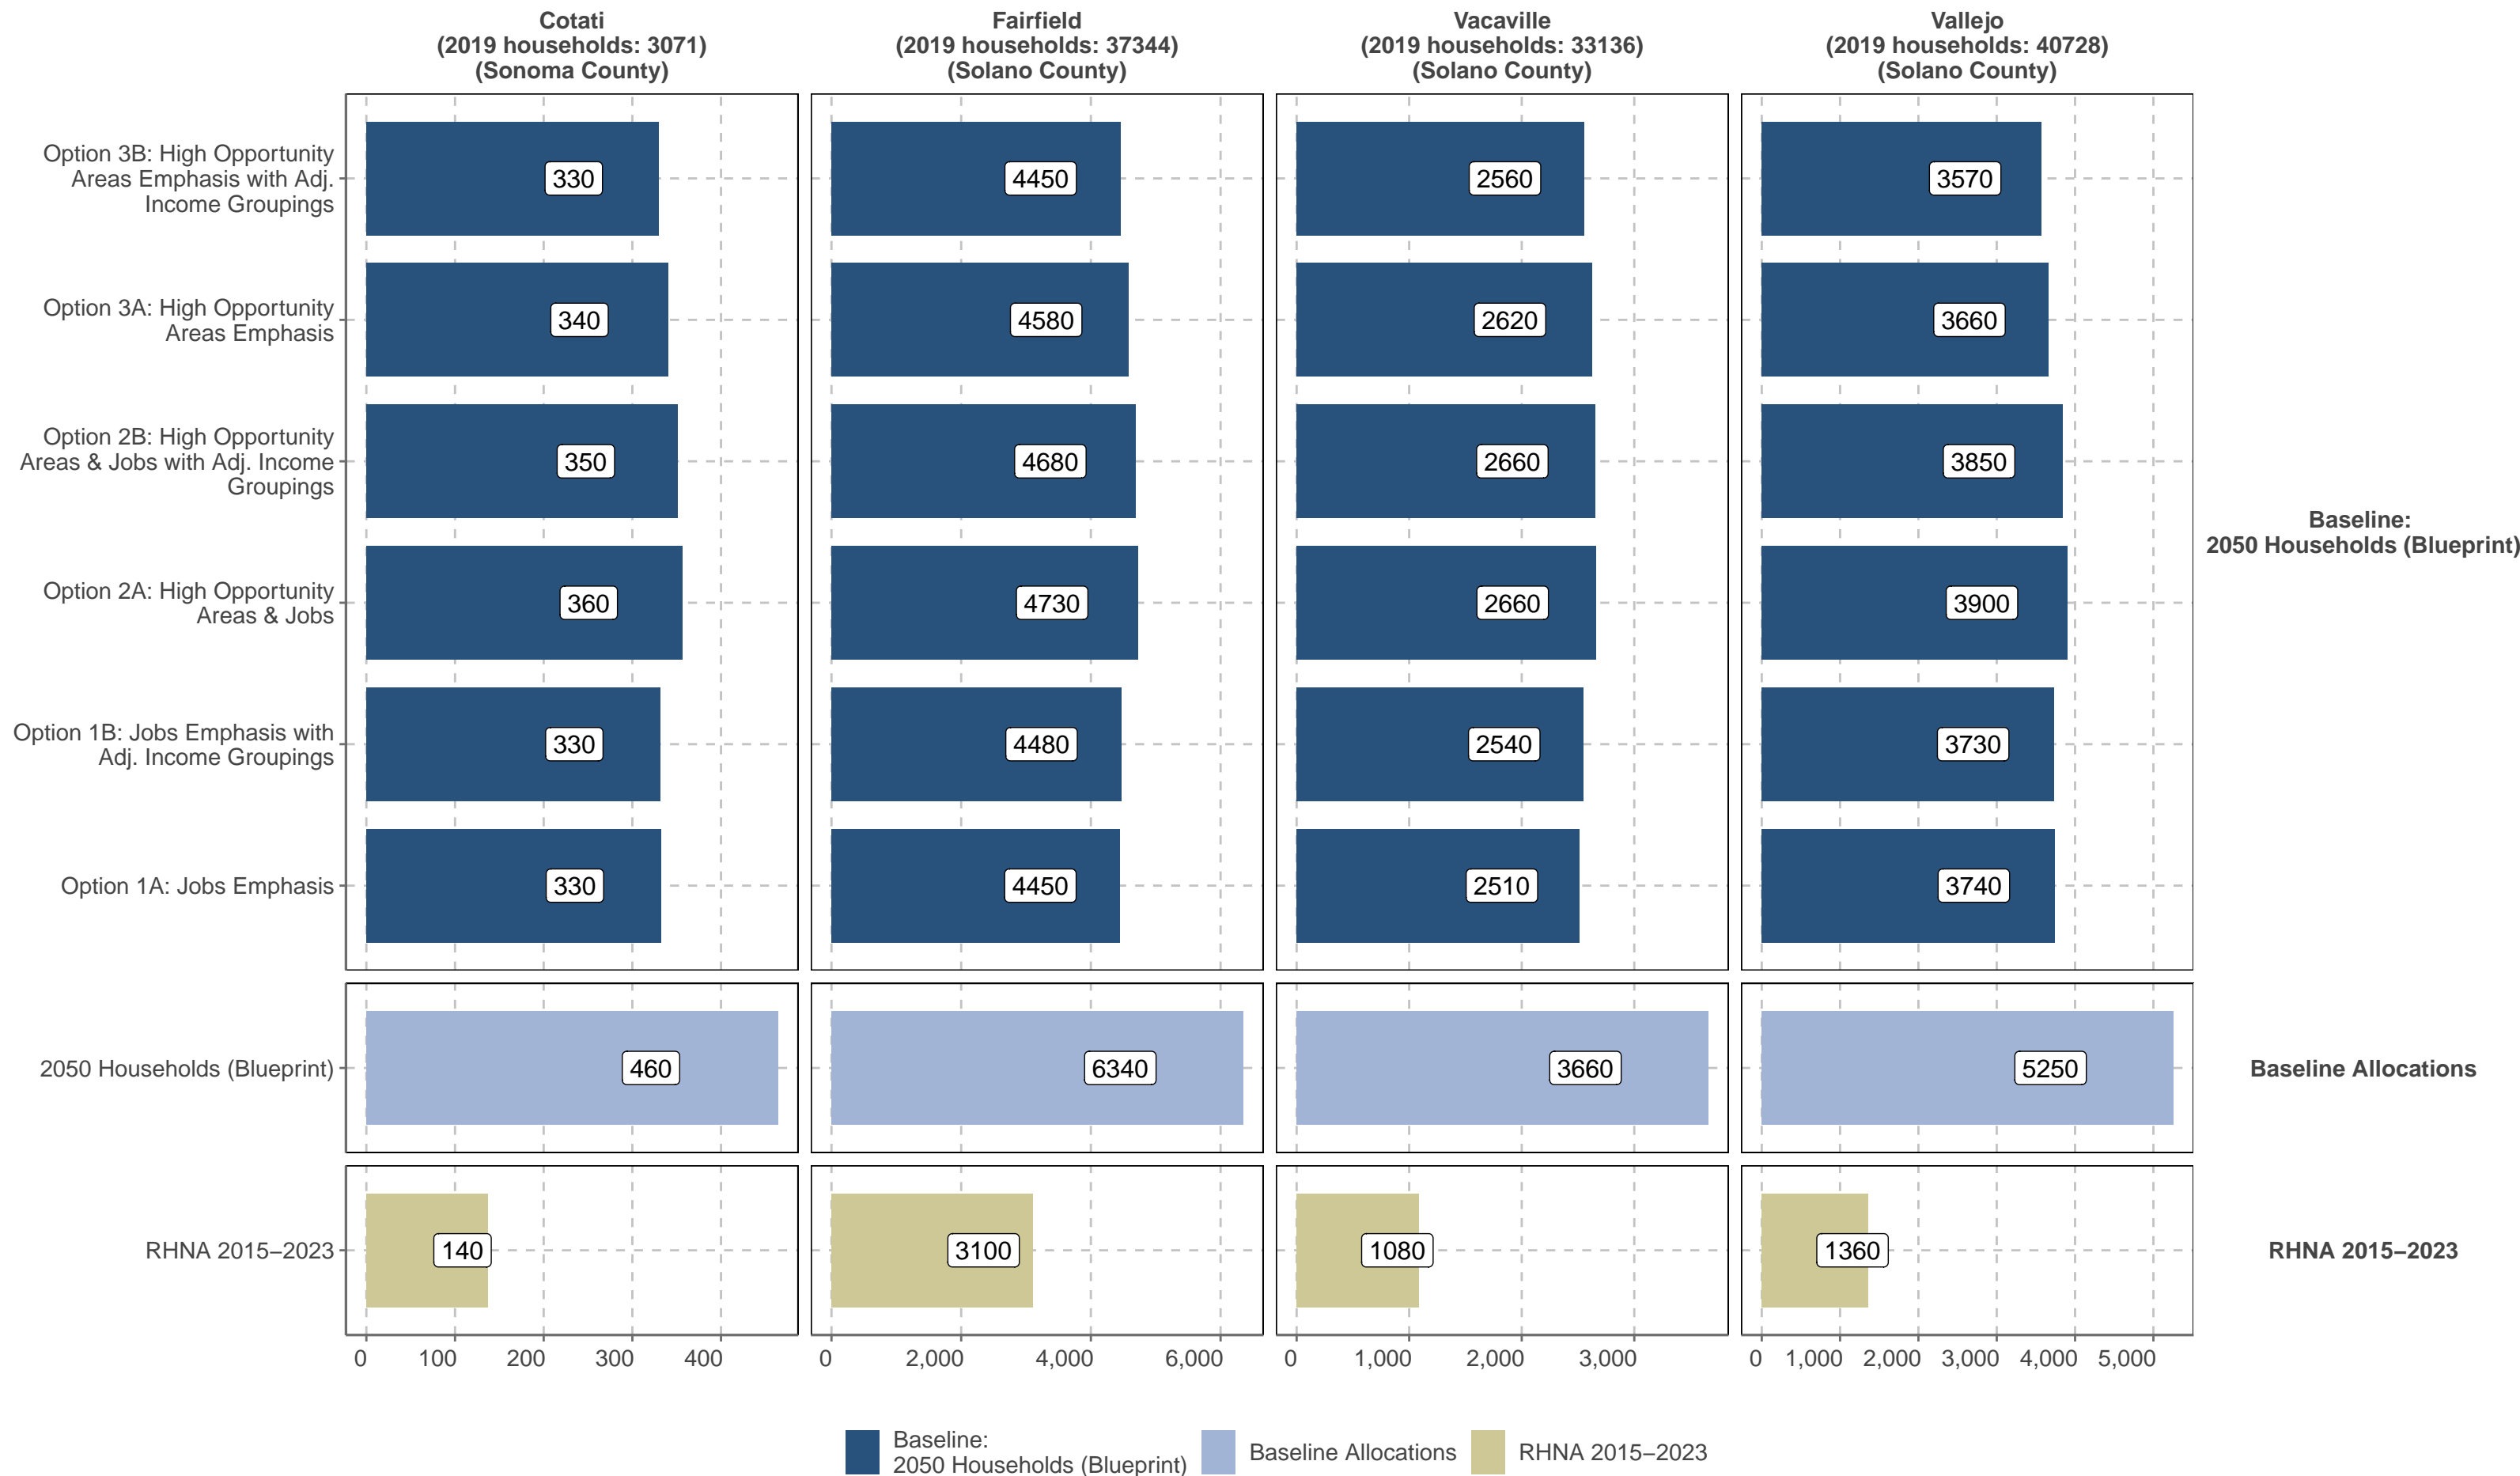 Cotati
(2019 households: 3071)
(Sonoma County)
Fairfield
(2019 households: 37344)
(Solano County)
Vacaville
(2019 households: 33136)
(Solano County)
Vallejo
(2019 households: 40728)
(Solano County)
Option 3B: High Opportunity
Areas Emphasis with Adj.
Income Groupings
330
4450
2560
3570
Option 3A: High Opportunity
Areas Emphasis
340
4580
2620
3660
Option 2B: High Opportunity
Areas & Jobs with Adj. Income
Groupings
350
4680
2660
3850
Baseline:
2050 Households (Blueprint)
Option 2A: High Opportunity
Areas & Jobs
360
4730
2660
3900
Option 1B: Jobs Emphasis with
Adj. Income Groupings
330
4480
2540
3730
Option 1A: Jobs Emphasis
330
4450
2510
3740
2050 Households (Blueprint)
460
6340
3660
5250
Baseline Allocations
RHNA 2015–2023
140
3100
1080
1360
RHNA 2015–2023
0 100 200 300 400
0 2,000 4,000 6,000
0 1,000 2,000 3,000
0 1,000 2,000 3,000 4,000 5,000
Baseline:
2050 Households (Blueprint)
Baseline Allocations
RHNA 2015–2023